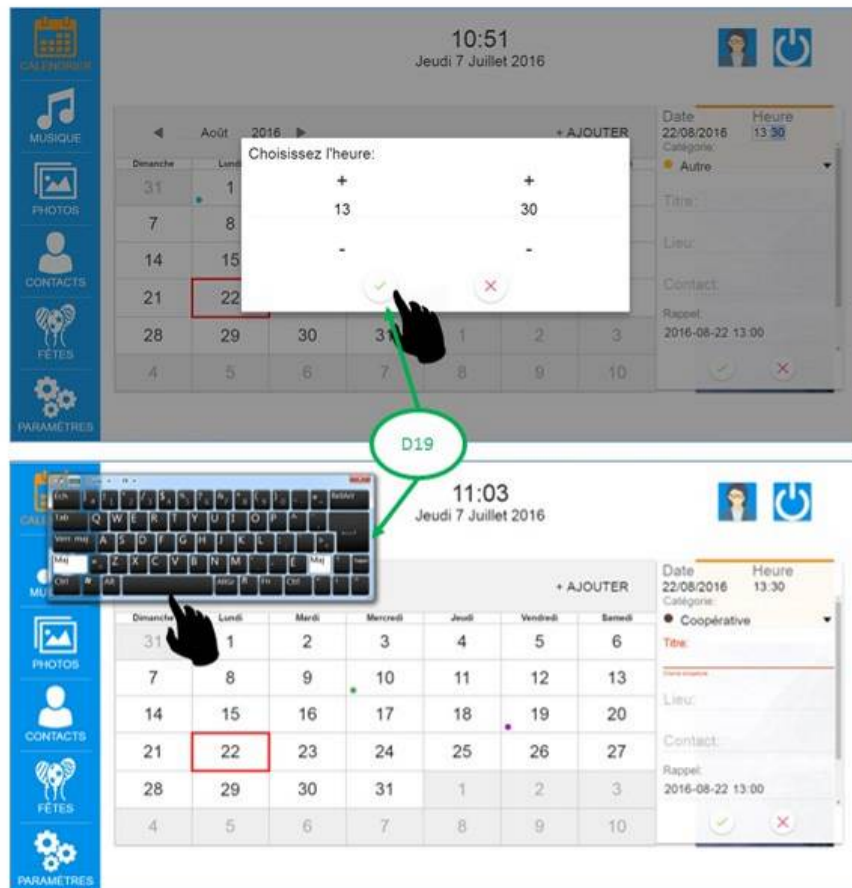 CALENDRIER
10:51
Jeudi 7 Juillet 2016
MUSIQUE
PHOTOS
CONTACTS
FÊTES
PARAMÈTRES
Août 2016
+ AJOUTER
Dimanche
31 1
7 8
14 15
21 22
28 29 30 31 1 2 3
4 5 6 7 8 9 10
Choisissez l'heure:
+ +
13 30
- -
Date Heure
22/08/2016 13 30
Catégorie:
Autre
Titre:
Lieu:
Contact:
Rappel:
2016-08-22 13:00
D19
11:03
Jeudi 7 Juillet 2016
Tab Q W E R T Y U I O P
Verr. maj A S D F G H J K L
Maj Z X C V B N M Maj
Ctrl Alt AltGr Fn Ctrl
PHOTOS
CONTACTS
FÊTES
PARAMÈTRES
+ AJOUTER
Dimanche Lundi Mardi Mercredi Jeudi Vendredi Samedi
31 1 2 3 4 5 6
7 8 9 10 11 12 13
14 15 16 17 18 19 20
21 22 23 24 25 26 27
28 29 30 31 1 2 3
4 5 6 7 8 9 10
Date Heure
22/08/2016 13:30
Catégorie:
Coopérative
Titre:
Lieu:
Contact:
Rappel:
2016-08-22 13:00